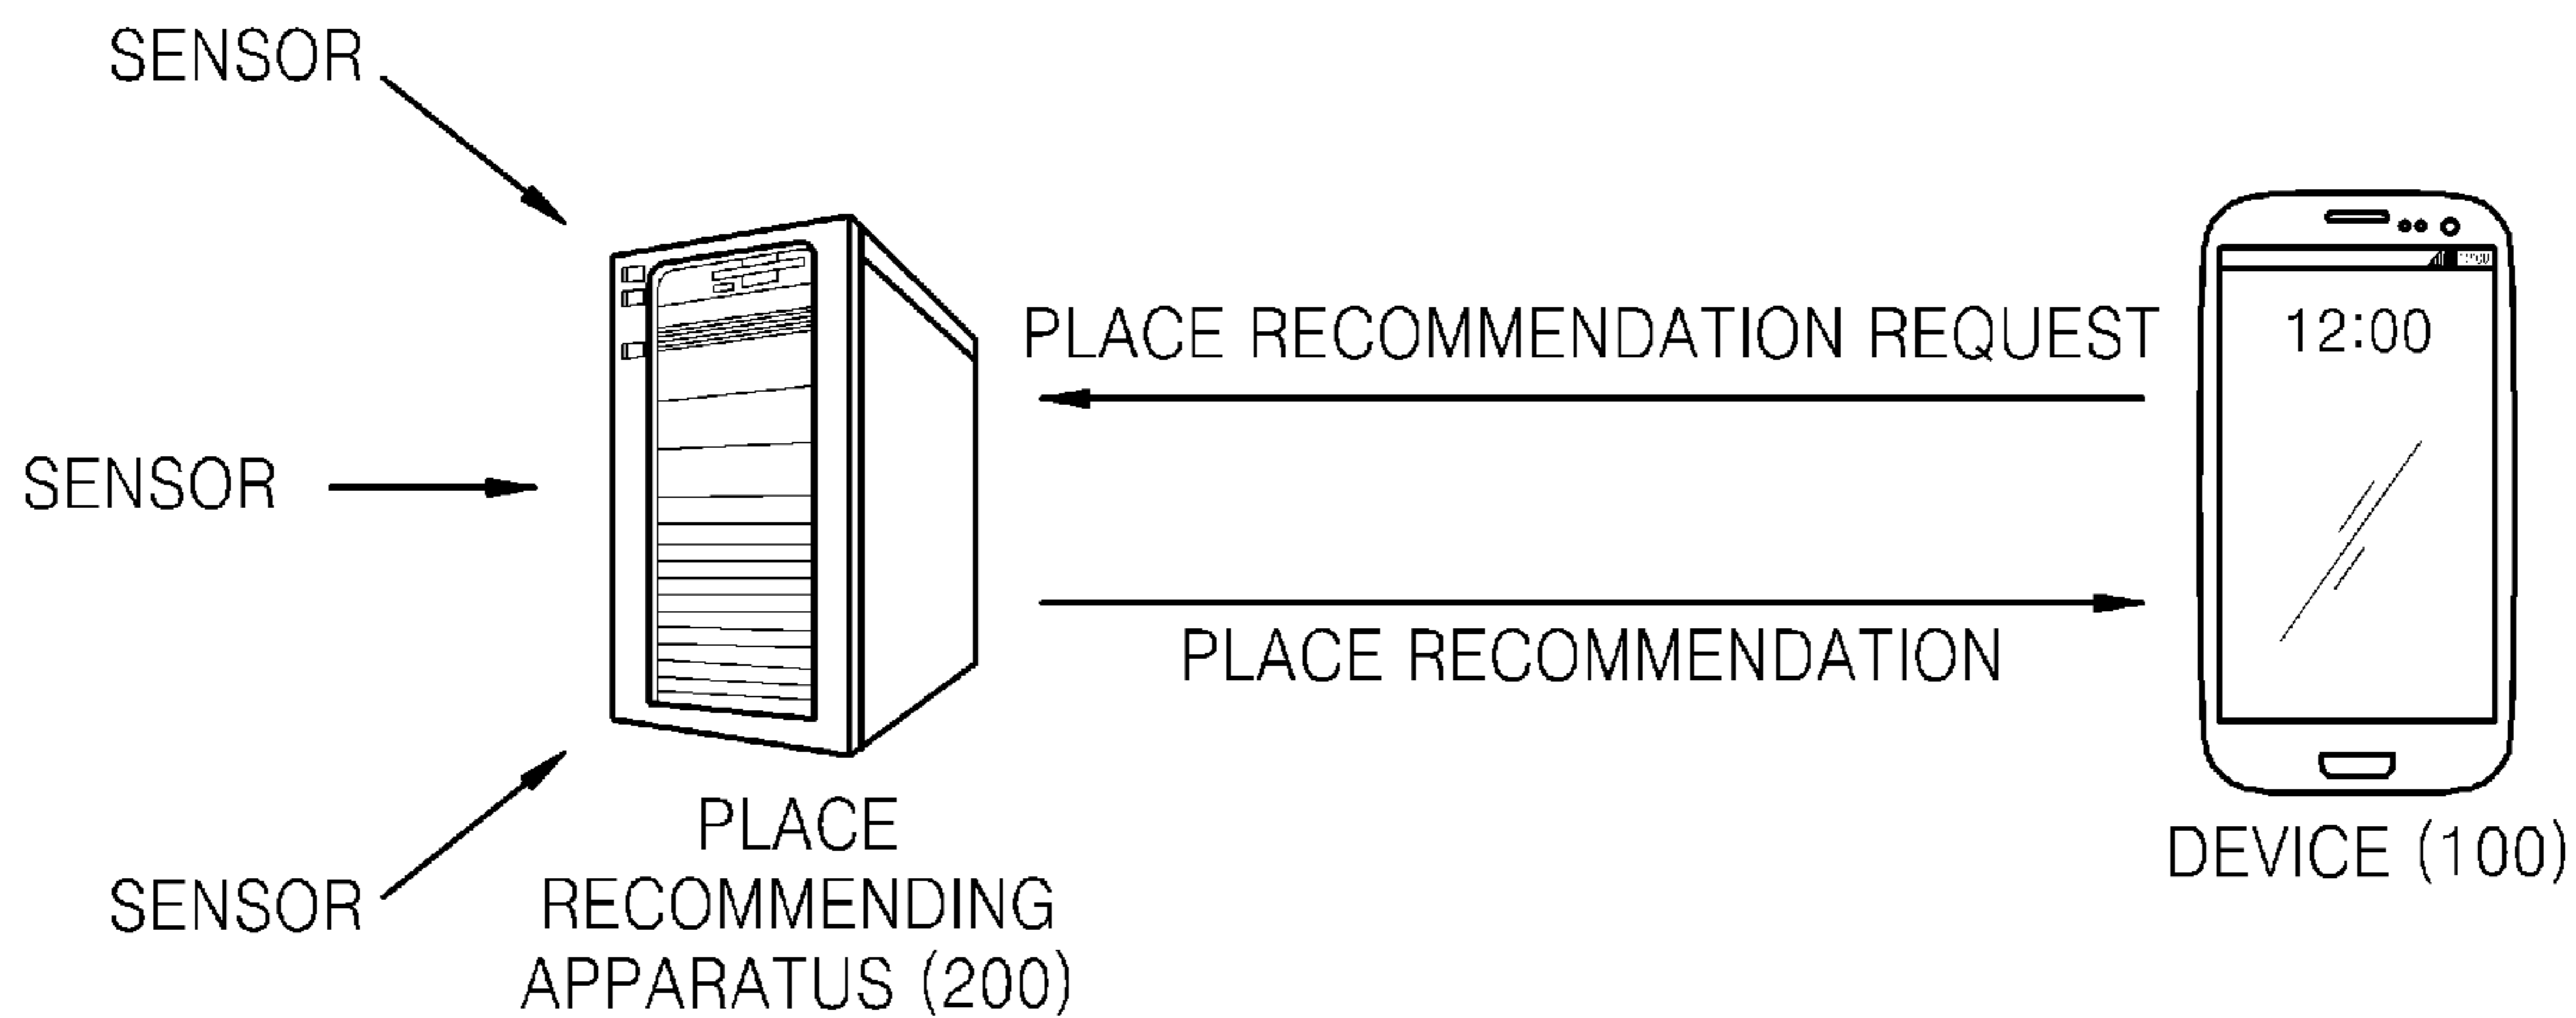 SENSOR
SENSOR
SENSOR
PLACE
RECOMMENDING
APPARATUS (200)
PLACE RECOMMENDATION REQUEST
PLACE RECOMMENDATION
12:00
DEVICE (100)